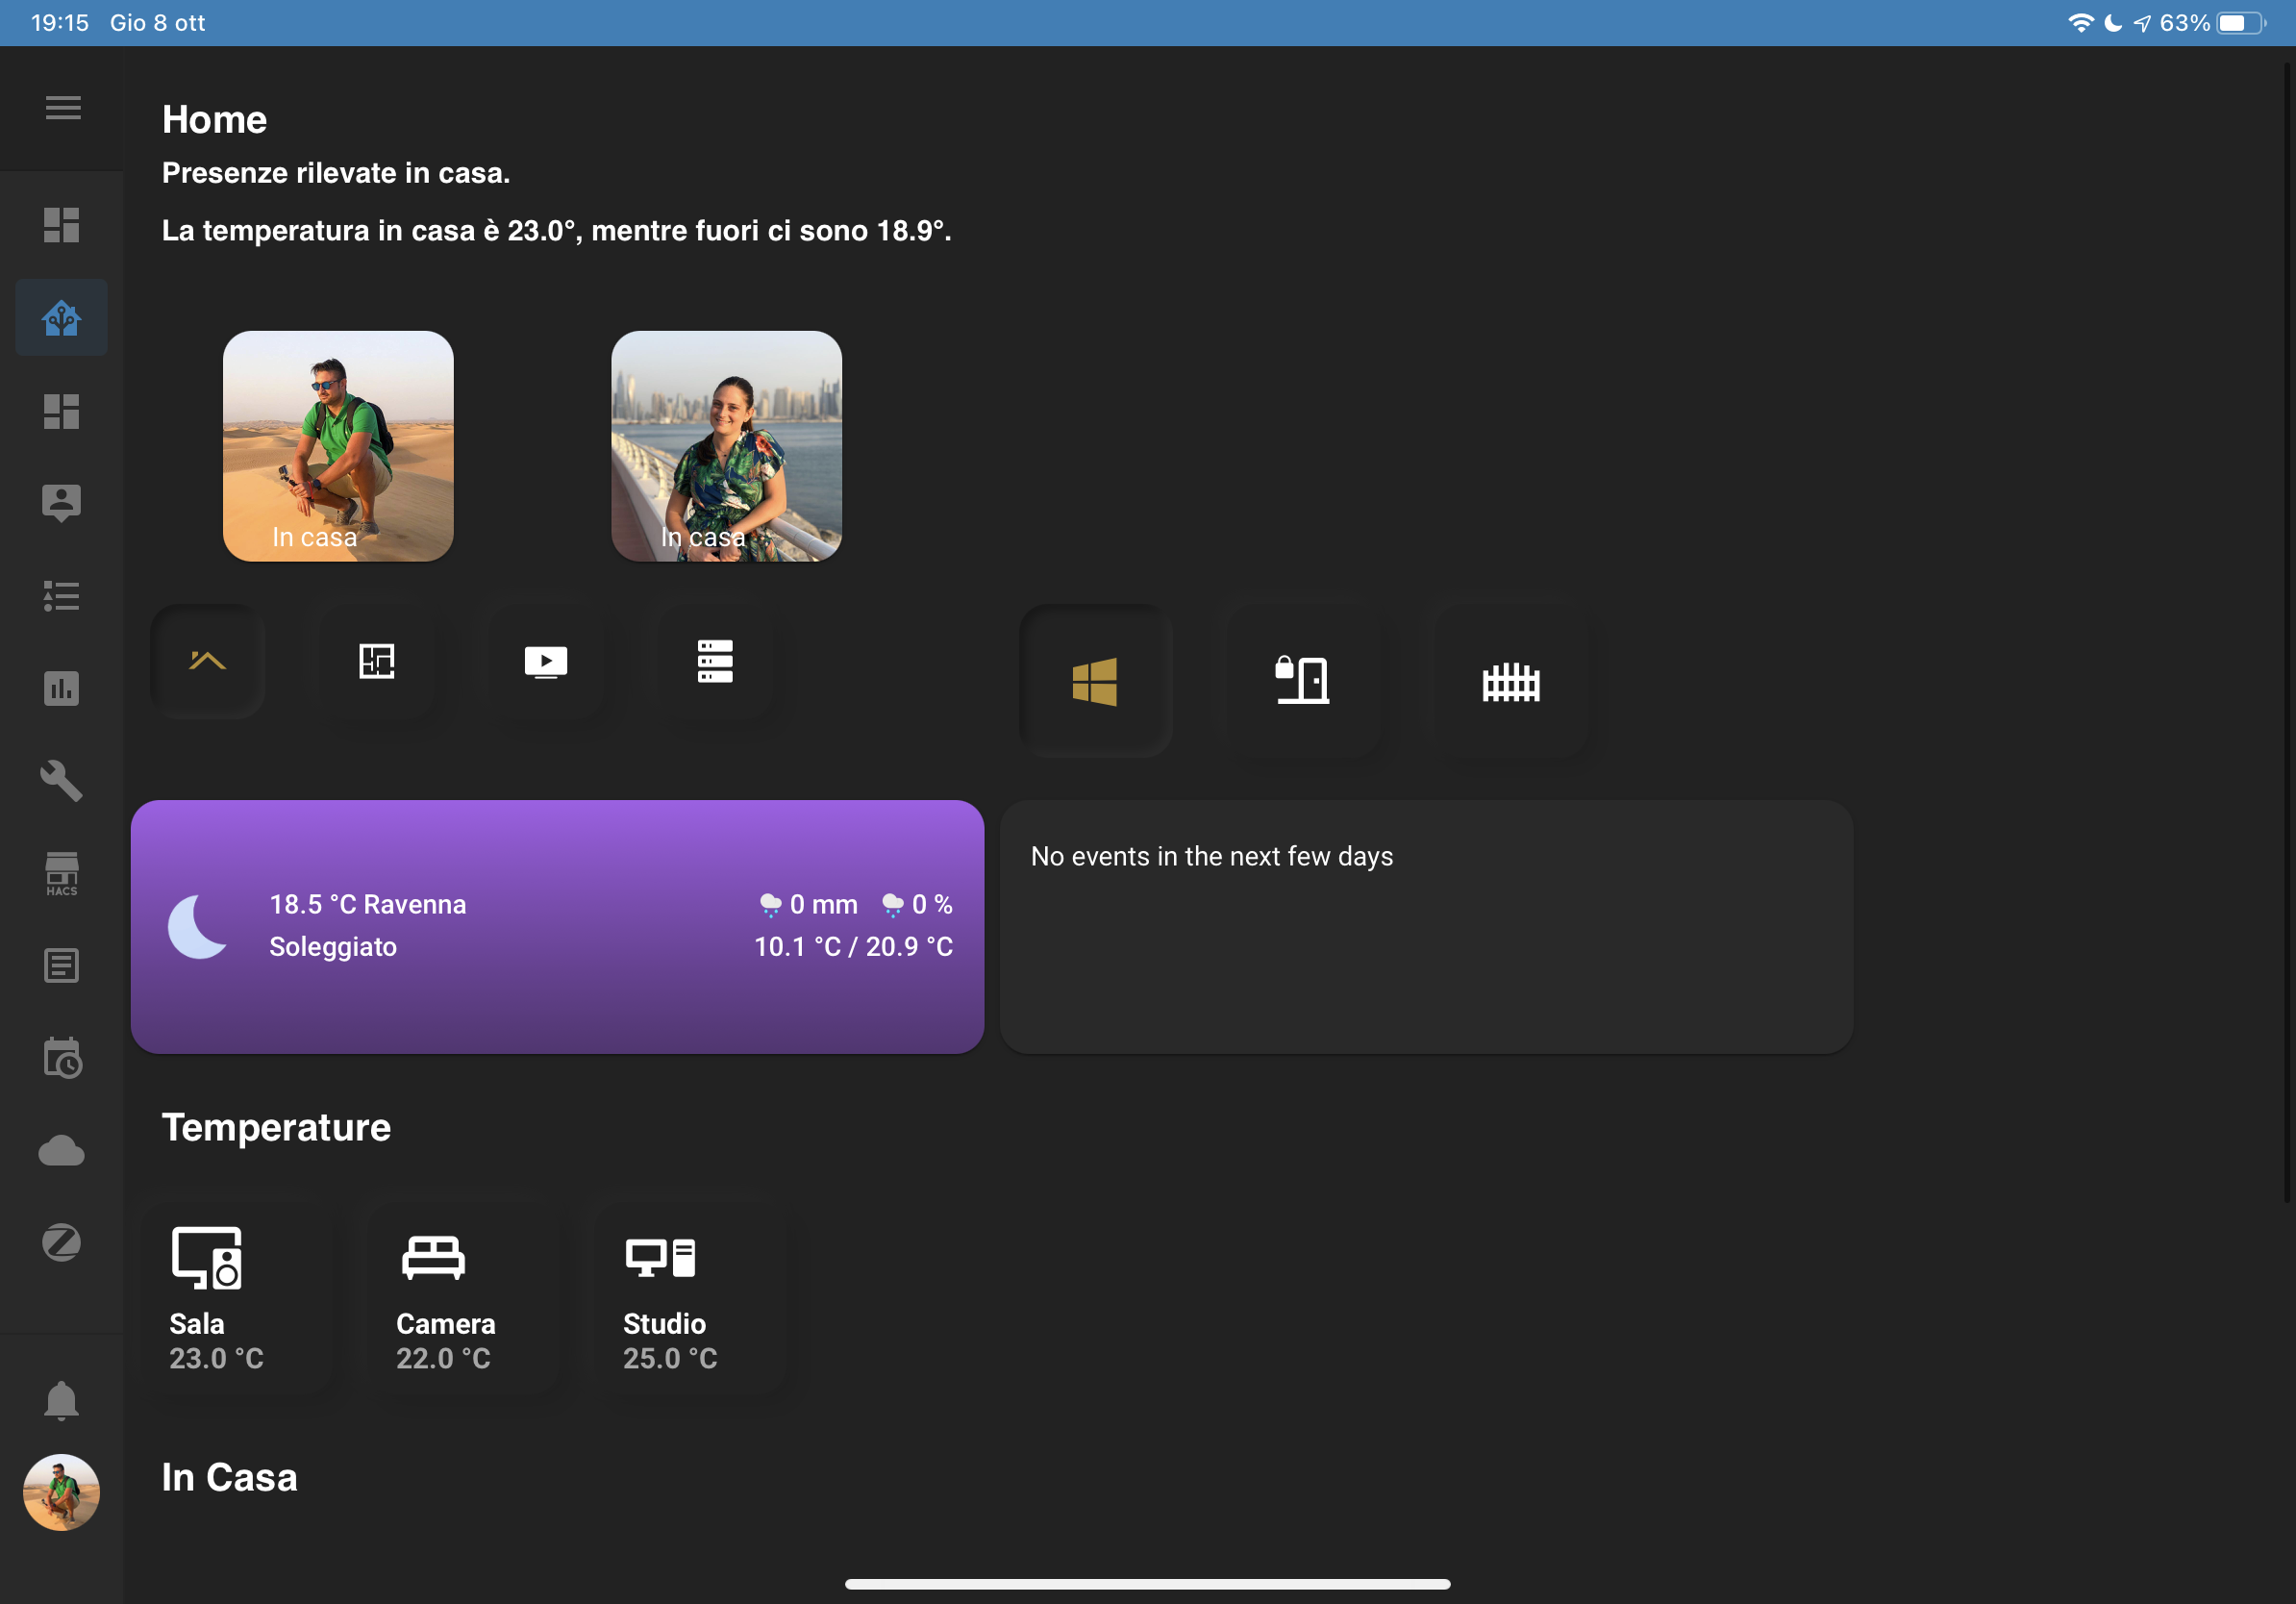 19:15 Gio 8 ott
63%
Home
Presenze rilevate in casa.
La temperatura in casa è 23.0°, mentre fuori ci sono 18.9°.
In casa
In casa
18.5 °C Ravenna
0 mm 0 %
Soleggiato
10.1 °C / 20.9 °C
No events in the next few days
HACS
Temperature
Sala
23.0 °C
Camera
22.0 °C
Studio
25.0 °C
In Casa